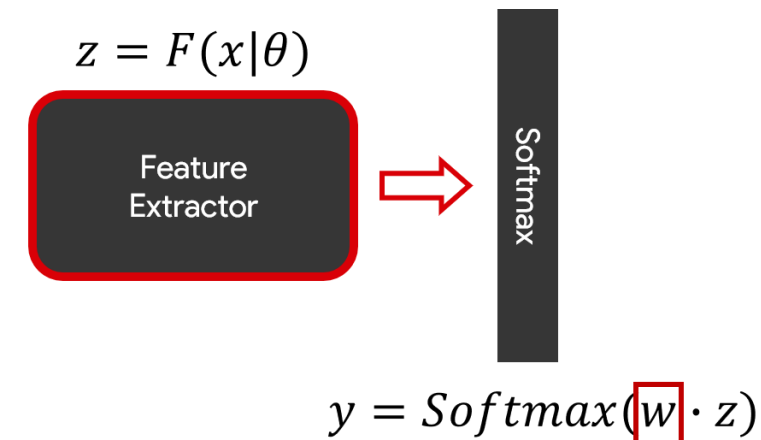 z = F(x|θ)
Feature
Extractor
Softmax
y = Softmax(w · z)